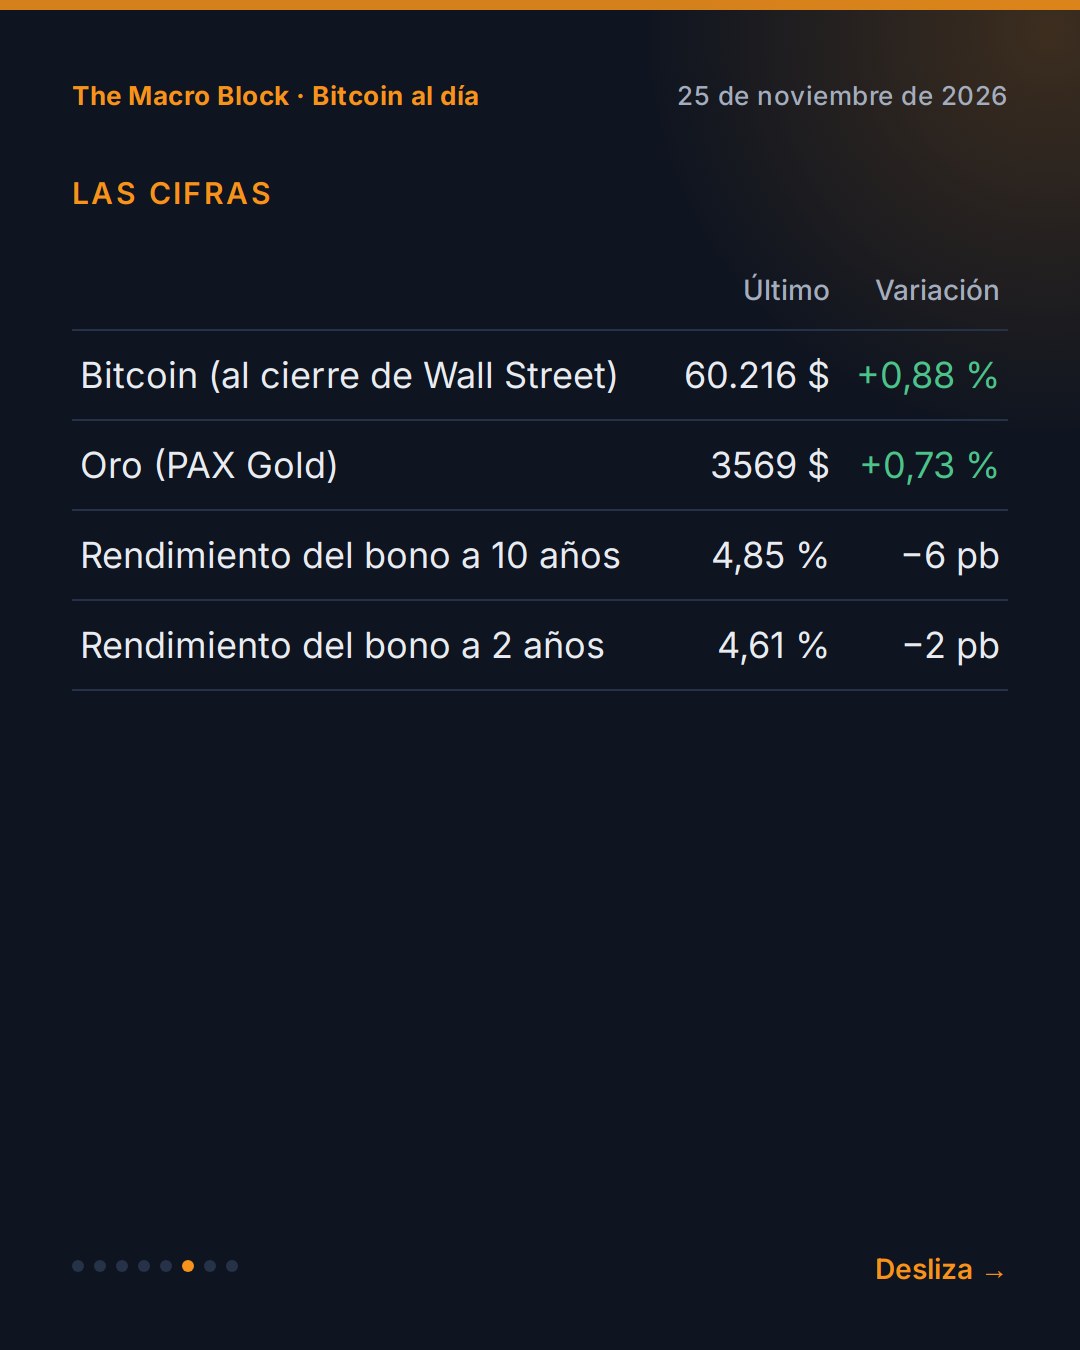 The Macro Block · Bitcoin al día 25 de noviembre de 2026
LAS CIFRAS
Último Variación
Bitcoin (al cierre de Wall Street) 60.216 $ +0,88 %
Oro (PAX Gold) 3569 $ +0,73 %
Rendimiento del bono a 10 años 4,85 % −6 pb
Rendimiento del bono a 2 años 4,61 % −2 pb
Desliza →